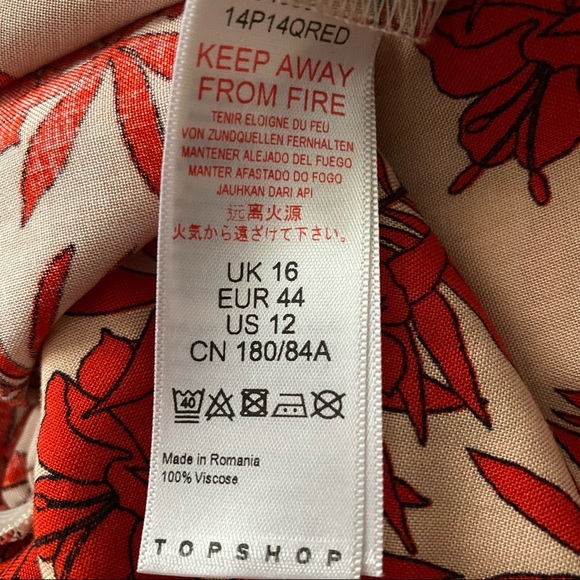 14P14QRED
KEEP AWAY
FROM FIRE
TENIR ELOIGNE DU FEU
VON ZUNDQUELLEN FERNHALTEN
MANTENER ALEJADO DEL FUEGO
MANTER AFASTADO DO FOGO
JAUHKAN DARI API
远离火源
火気から遠ざけて下さい。
UK 16
EUR 44
US 12
CN 180/84A
40
Made in Romania
100% Viscose
TOPSHOP